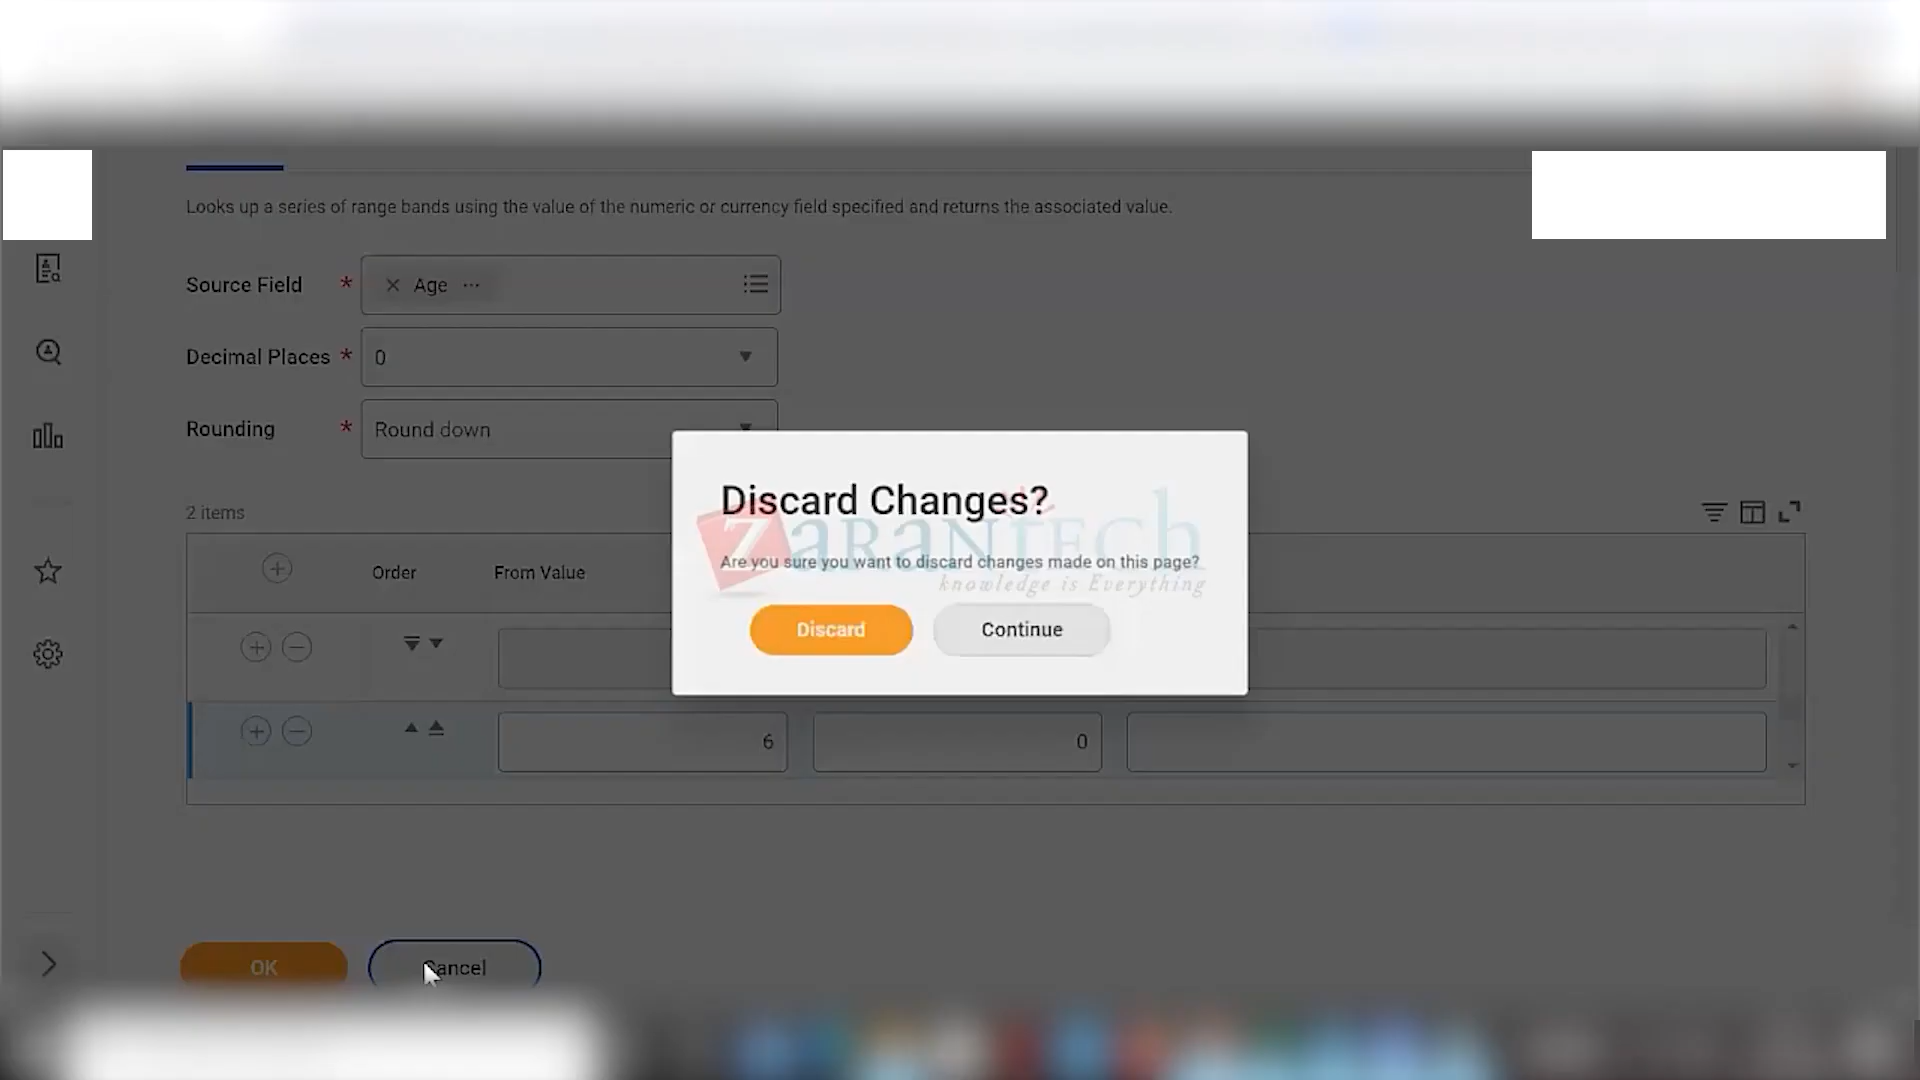 Looks up a series of range bands using the value of the numeric or currency field specified and returns the associated value.
Source Field * × Age ...
Decimal Places * 0
Rounding * Round down
2 items
Order From Value
6 0
Discard Changes?
ZaranTech
Are you sure you want to discard changes made on this page?
knowledge is Everything
Discard Continue
OK Cancel